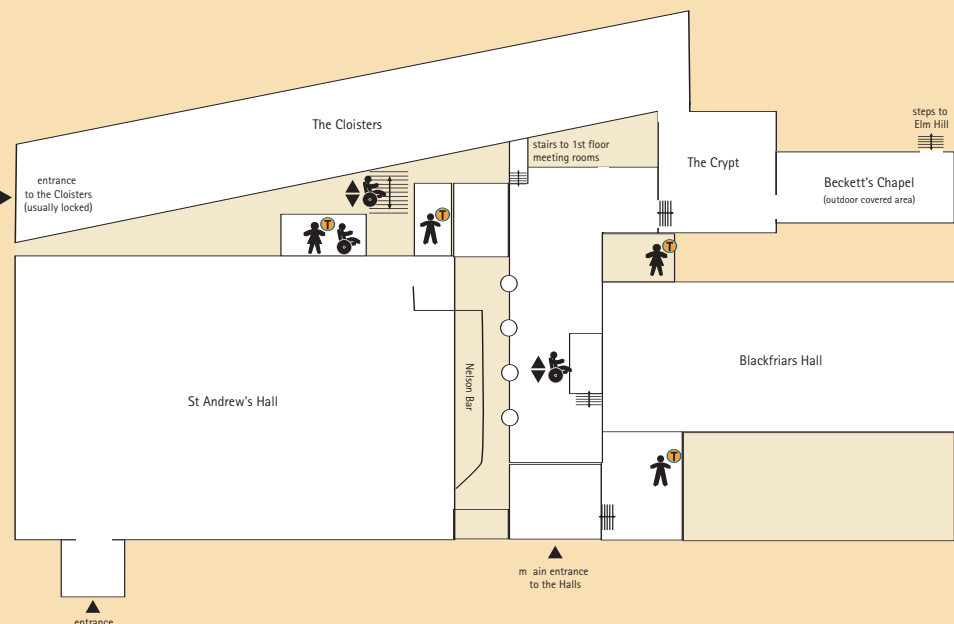 The Cloisters
steps to
Elm Hill
stairs to 1st floor
meeting rooms
The Crypt
entrance
to the Cloisters
(usually locked)
Beckett's Chapel
(outdoor covered area)
T
T
T
Nelson Bar
Blackfriars Hall
St Andrew's Hall
T
m ain entrance
to the Halls
entrance